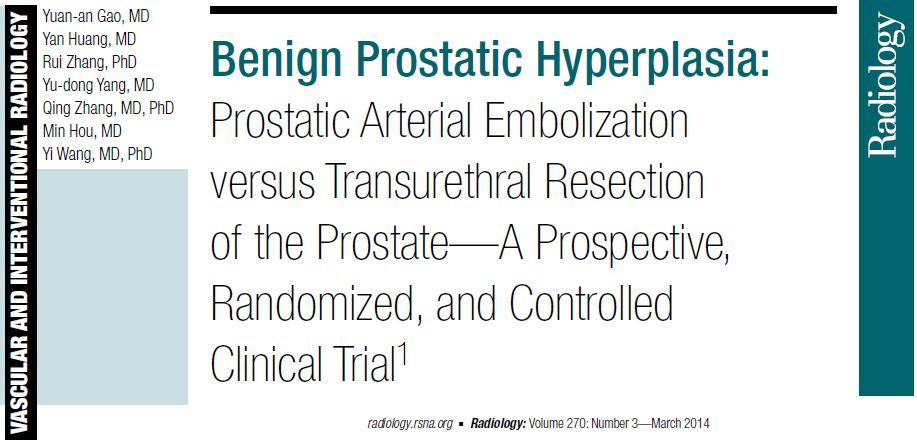 VASCULAR AND INTERVENTIONAL RADIOLOGY
Yuan-an Gao, MD
Yan Huang, MD
Rui Zhang, PhD
Yu-dong Yang, MD
Qing Zhang, MD, PhD
Min Hou, MD
Yi Wang, MD, PhD
Benign Prostatic Hyperplasia:
Prostatic Arterial Embolization
versus Transurethral Resection
of the Prostate—A Prospective,
Randomized, and Controlled
Clinical Trial¹
Radiology
radiology.rsna.org ▪ Radiology: Volume 270: Number 3—March 2014